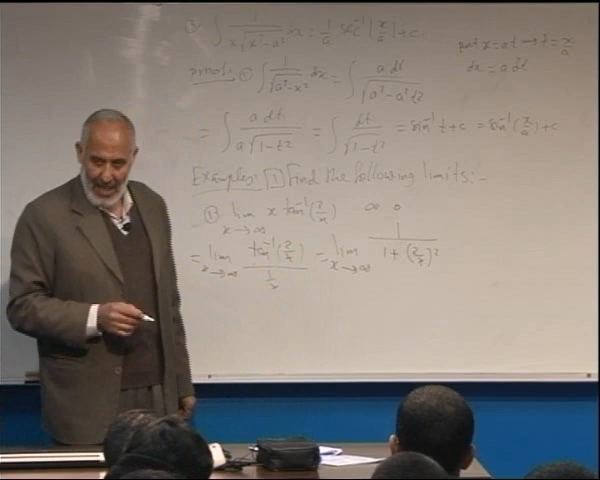 3) ∫ 1/(x√(x²-a²)) dx = 1/a sec⁻¹(x/a) + c
put x = at → t = x/a
dx = a dt
proof: ① ∫ 1/√(a²-x²) dx = ∫ a dt/√(a²-a²t²)
= ∫ a dt/(a√(1-t²)) = ∫ dt/√(1-t²) = sin⁻¹ t + c = sin⁻¹(x/a) + c
Examples: 1 Find the following limits:-
① lim x→∞ x tan⁻¹(2/x) ∞ 0
= lim x→∞ tan⁻¹(2/x)/(1/x) = lim x→∞ 1/(1+(2/x)²)